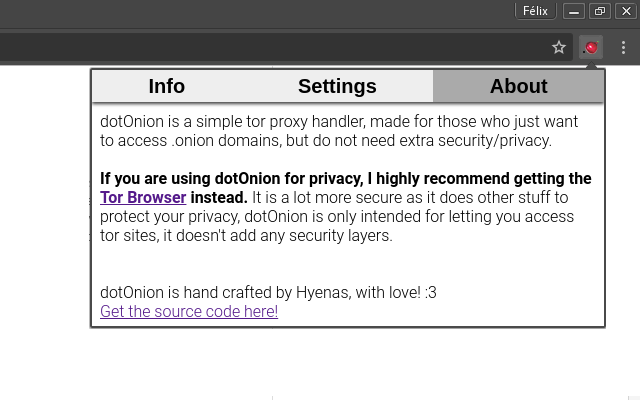 Félix
Info Settings About
dotOnion is a simple tor proxy handler, made for those who just want
to access .onion domains, but do not need extra security/privacy.
If you are using dotOnion for privacy, I highly recommend getting the
Tor Browser instead. It is a lot more secure as it does other stuff to
protect your privacy, dotOnion is only intended for letting you access
tor sites, it doesn't add any security layers.
dotOnion is hand crafted by Hyenas, with love! :3
Get the source code here!